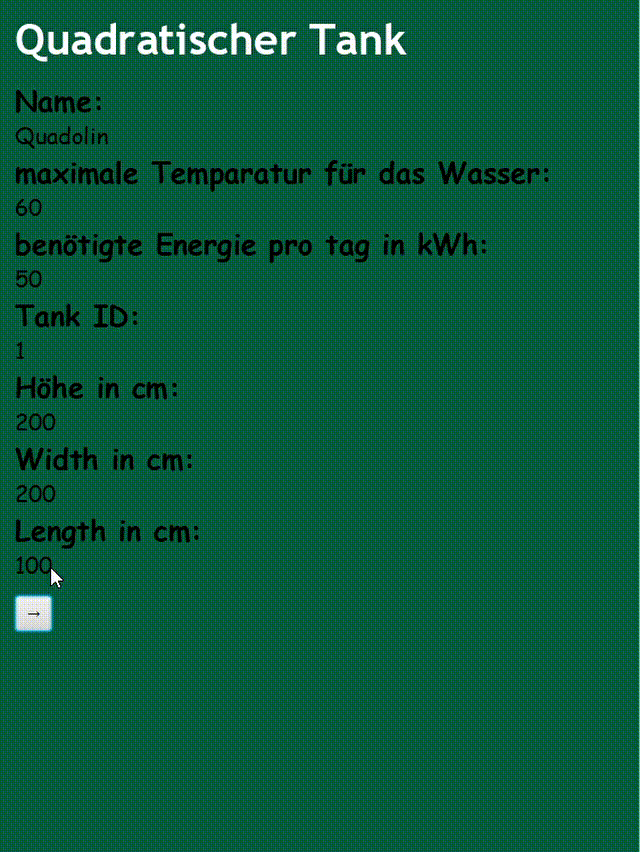 Quadratischer Tank
Name:
Quadolin
maximale Temparatur für das Wasser:
60
benötigte Energie pro tag in kWh:
50
Tank ID:
1
Höhe in cm:
200
Width in cm:
200
Length in cm:
100
→